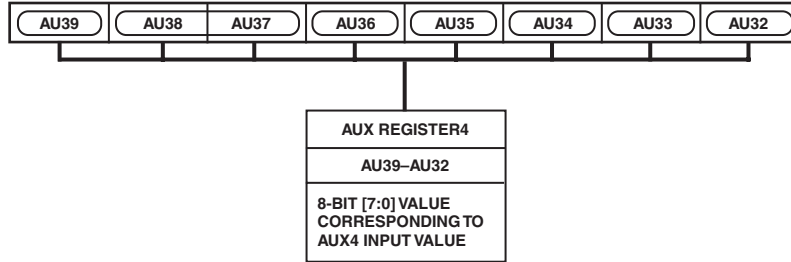 AU39 AU38 AU37 AU36 AU35 AU34 AU33 AU32
AUX REGISTER4
AU39–AU32
8-BIT [7:0] VALUE
CORRESPONDING TO
AUX4 INPUT VALUE